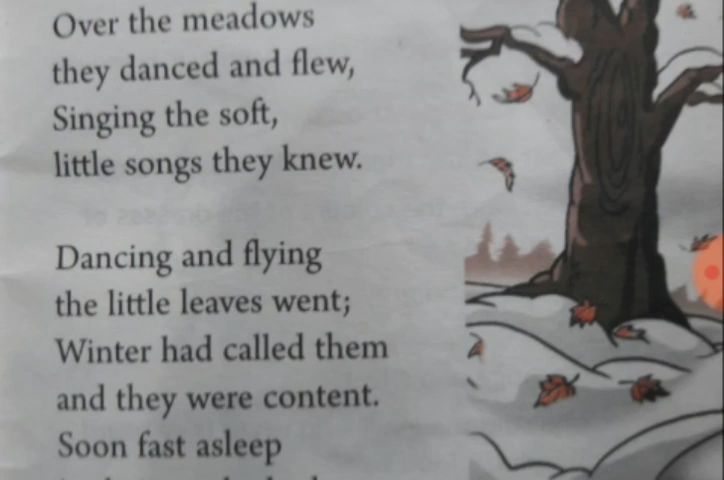 Over the meadows
they danced and flew,
Singing the soft,
little songs they knew.
Dancing and flying
the little leaves went;
Winter had called them
and they were content.
Soon fast asleep